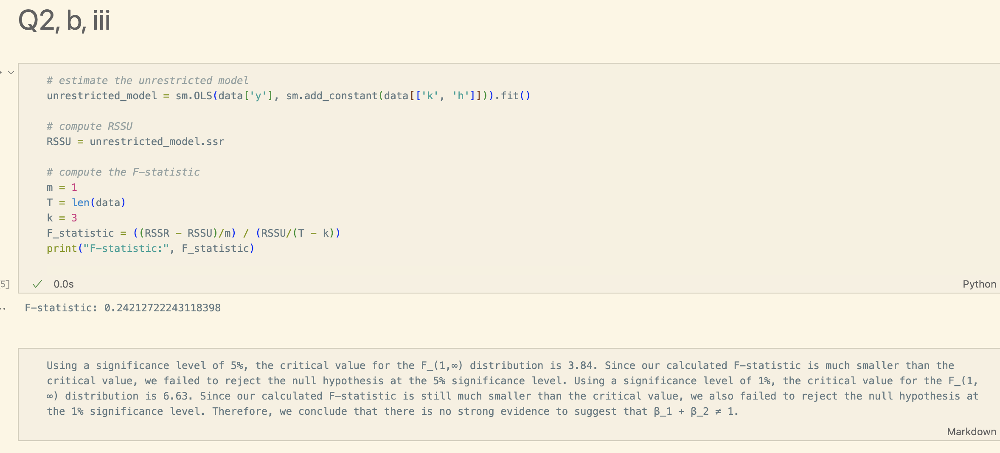 Q2, b, iii
# estimate the unrestricted model
unrestricted_model = sm.OLS(data['y'], sm.add_constant(data[['k', 'h']])).fit()
# compute RSSU
RSSU = unrestricted_model.ssr
# compute the F-statistic
m = 1
T = len(data)
k = 3
F_statistic = ((RSSR - RSSU)/m) / (RSSU/(T - k))
print("F-statistic:", F_statistic)
5]
0.0s
Python
F-statistic: 0.24212722243118398
Using a significance level of 5%, the critical value for the F_(1,∞) distribution is 3.84. Since our calculated F-statistic is much smaller than the
critical value, we failed to reject the null hypothesis at the 5% significance level. Using a significance level of 1%, the critical value for the F_(1,
∞) distribution is 6.63. Since our calculated F-statistic is still much smaller than the critical value, we also failed to reject the null hypothesis at
the 1% significance level. Therefore, we conclude that there is no strong evidence to suggest that β_1 + β_2 ≠ 1.
Markdown